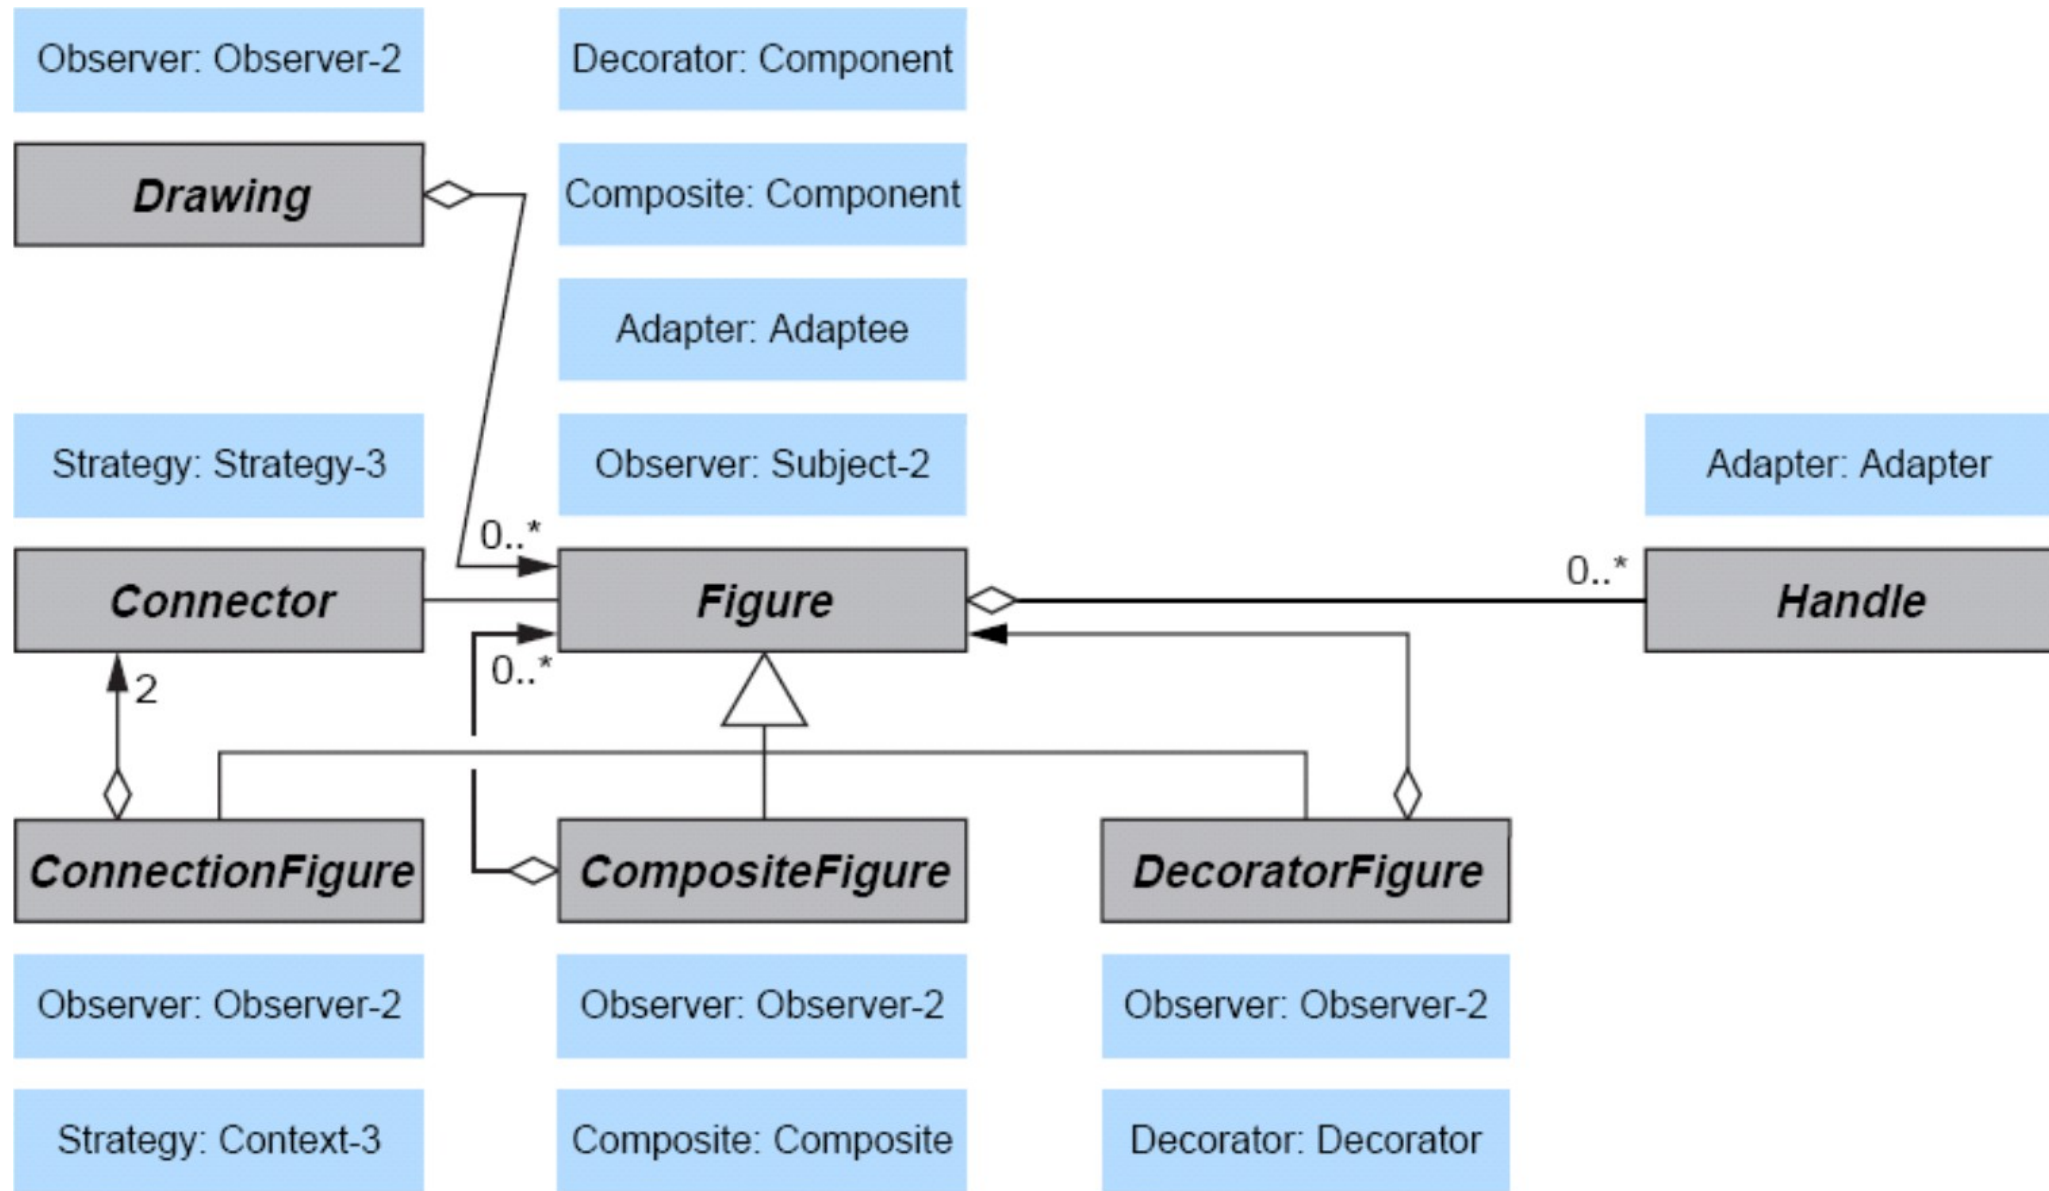 Observer: Observer-2
Decorator: Component
Drawing
Composite: Component
Adapter: Adaptee
Strategy: Strategy-3
Observer: Subject-2
Adapter: Adapter
0..*
0..*
Connector
Figure
Handle
0..*
2
ConnectionFigure
CompositeFigure
DecoratorFigure
Observer: Observer-2
Observer: Observer-2
Observer: Observer-2
Strategy: Context-3
Composite: Composite
Decorator: Decorator